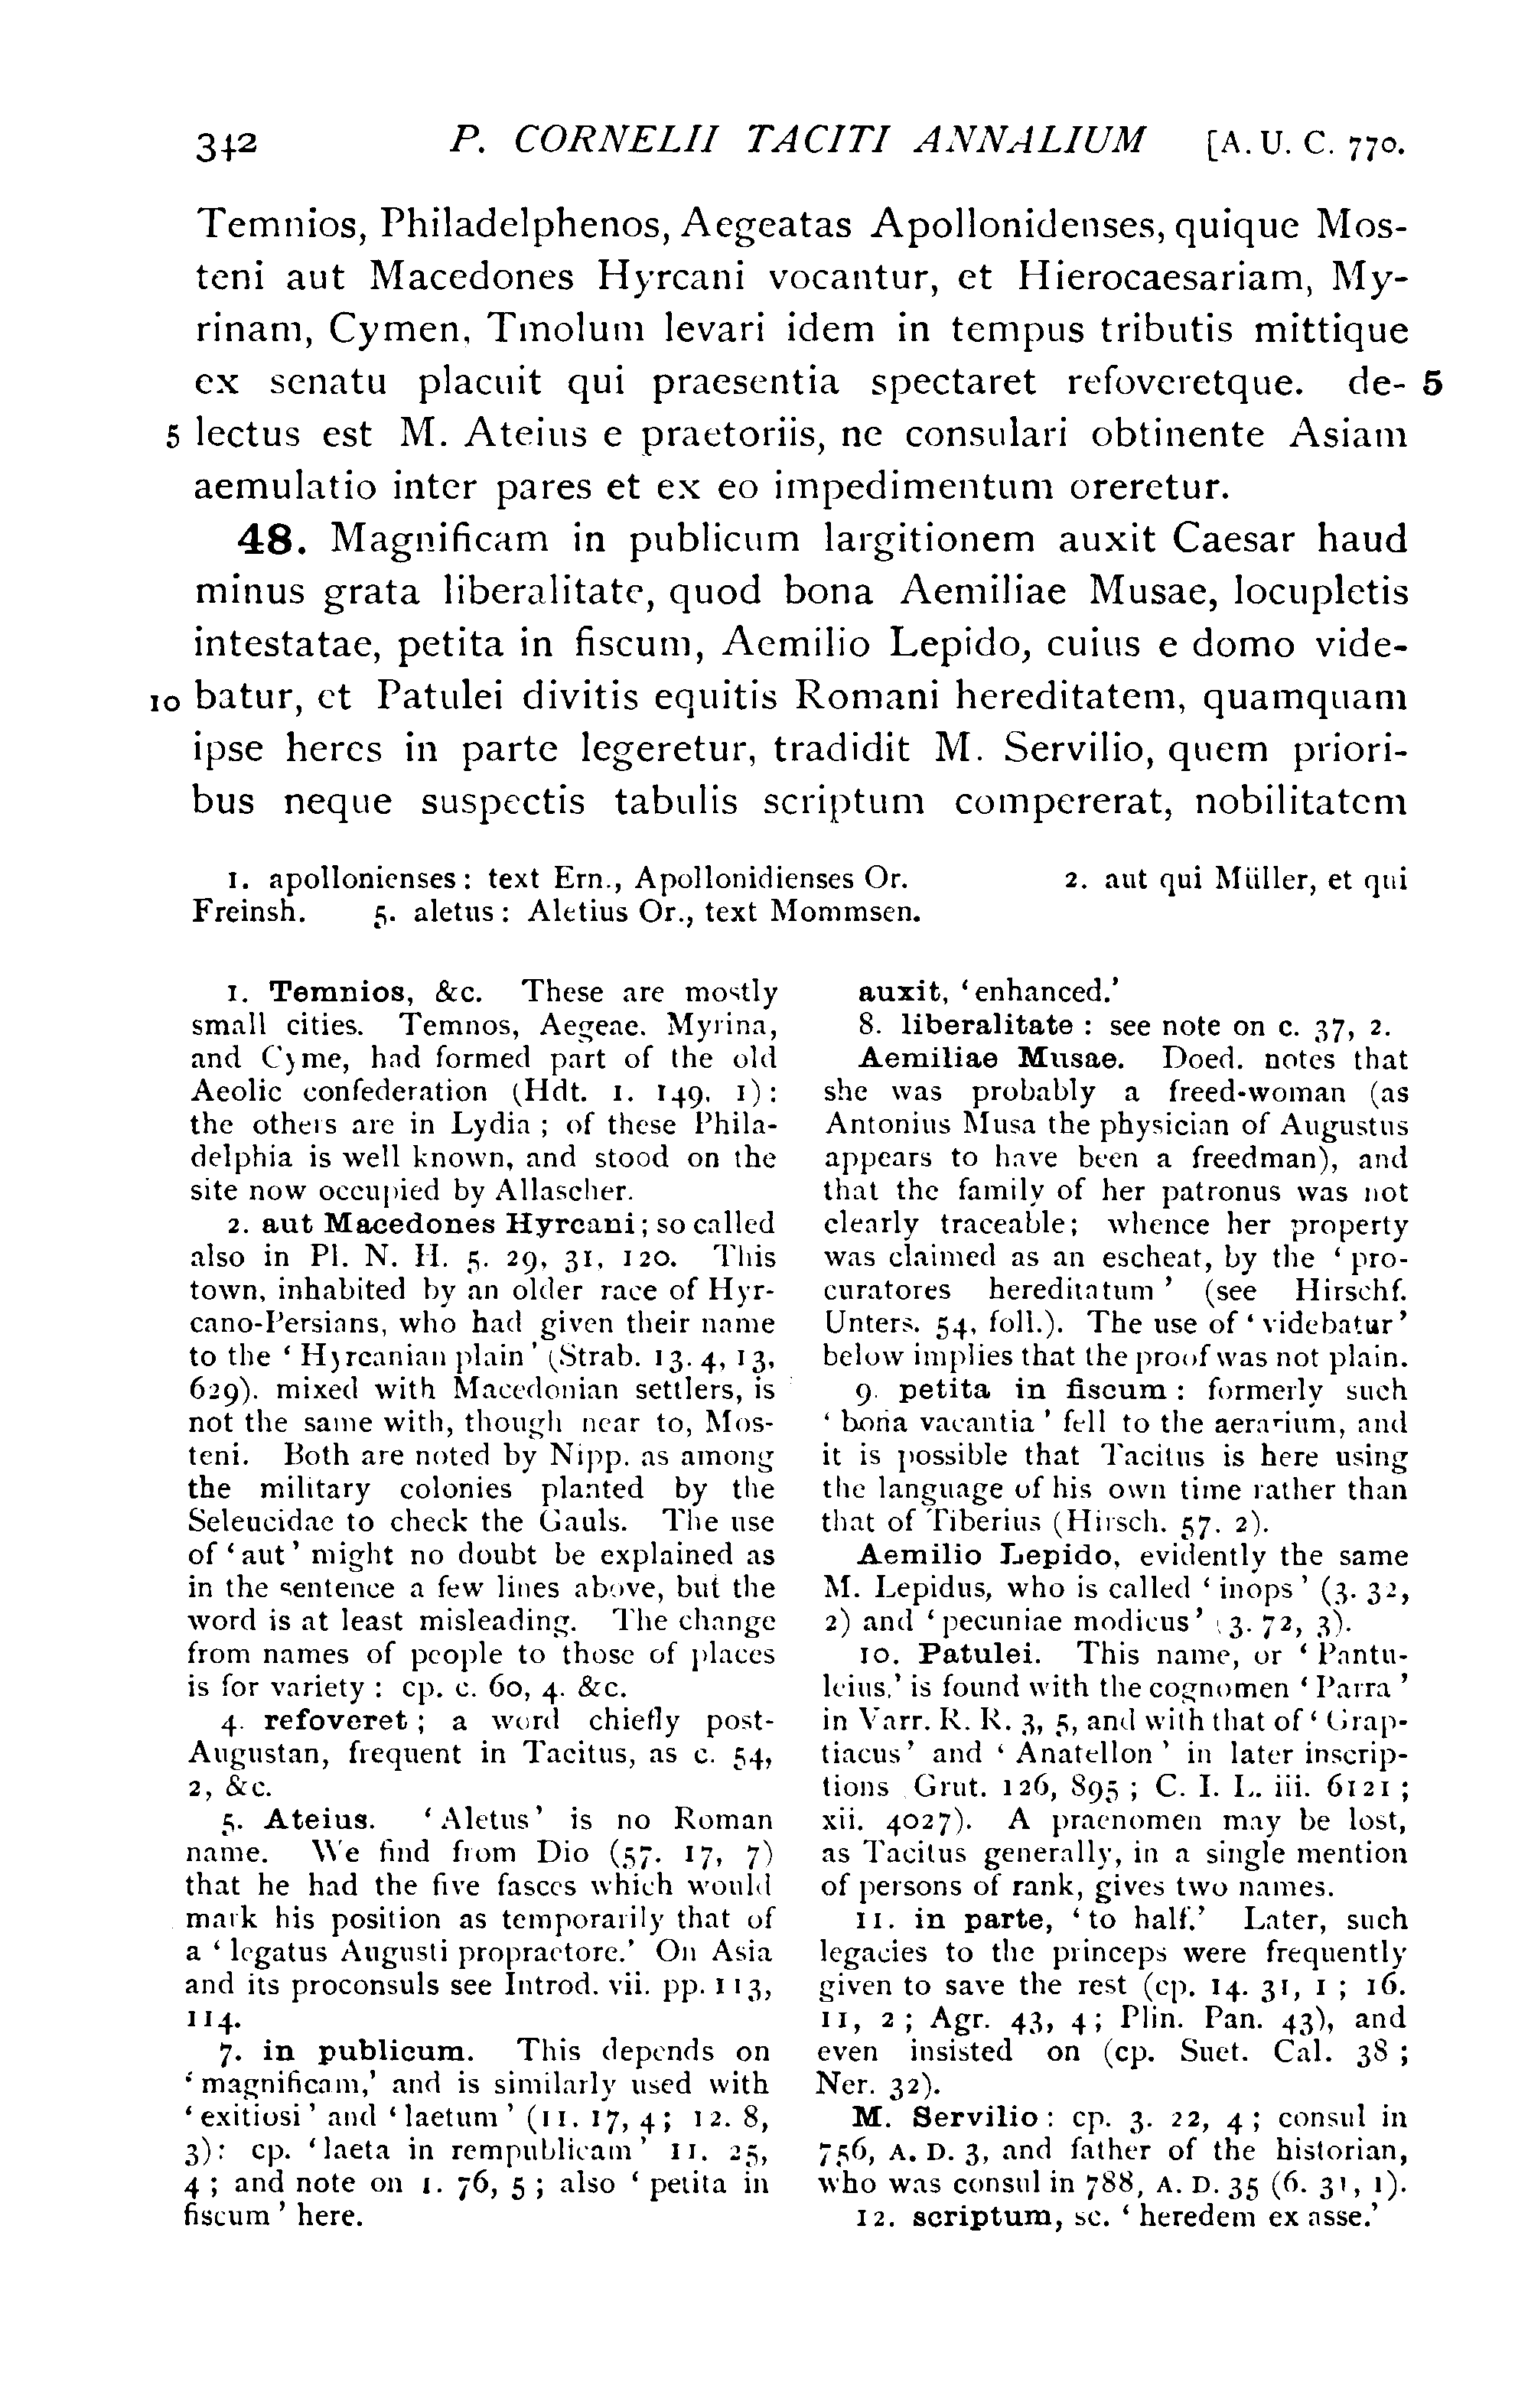 342 P. CORNELII TACITI ANNALIUM [A. U. C. 770.
Temnios, Philadelphenos, Aegeatas Apollonidenses, quique Mos-
teni aut Macedones Hyrcani vocantur, et Hierocaesariam, My-
rinam, Cymen, Tmolum levari idem in tempus tributis mittique
ex senatu placuit qui praesentia spectaret refoveretque. de- 5
5 lectus est M. Ateius e praetoriis, ne consulari obtinente Asiam
aemulatio inter pares et ex eo impedimentum oreretur.
48. Magnificam in publicum largitionem auxit Caesar haud
minus grata liberalitate, quod bona Aemiliae Musae, locupletis
intestatae, petita in fiscum, Aemilio Lepido, cuius e domo vide-
10 batur, et Patulei divitis equitis Romani hereditatem, quamquam
ipse heres in parte legeretur, tradidit M. Servilio, quem priori-
bus neque suspectis tabulis scriptum compererat, nobilitatem
1. apollonienses: text Ern., Apollonidienses Or. 2. aut qui Müller, et qui
Freinsh. 5. aletus: Aletius Or., text Mommsen.
1. Temnios, &c. These are mostly
small cities. Temnos, Aegeae. Myrina,
and Cyme, had formed part of the old
Aeolic confederation (Hdt. 1. 149, 1):
the others are in Lydia; of these Phila-
delphia is well known, and stood on the
site now occupied by Allascher.
2. aut Macedones Hyrcani; so called
also in Pl. N. H. 5. 29, 31, 120. This
town, inhabited by an older race of Hyr-
cano-Persians, who had given their name
to the ‘Hyrcanian plain’ (Strab. 13. 4, 13,
629). mixed with Macedonian settlers, is
not the same with, though near to, Mos-
teni. Both are noted by Nipp. as among
the military colonies planted by the
Seleucidae to check the Gauls. The use
of ‘aut’ might no doubt be explained as
in the sentence a few lines above, but the
word is at least misleading. The change
from names of people to those of places
is for variety: cp. c. 60, 4. &c.
4. refoveret; a word chiefly post-
Augustan, frequent in Tacitus, as c. 54,
2, &c.
5. Ateius. ‘Aletus’ is no Roman
name. We find from Dio (57. 17, 7)
that he had the five fasces which would
mark his position as temporarily that of
a ‘legatus Augusti propraetore.’ On Asia
and its proconsuls see Introd. vii. pp. 113,
114.
7. in publicum. This depends on
‘magnificam,’ and is similarly used with
‘exitiosi’ and ‘laetum’ (11. 17, 4; 12. 8,
3): cp. ‘laeta in rempublicam’ 11. 25,
4; and note on 1. 76, 5; also ‘petita in
fiscum’ here.
auxit, ‘enhanced.’
8. liberalitate: see note on c. 37, 2.
Aemiliae Musae. Doed. notes that
she was probably a freed-woman (as
Antonius Musa the physician of Augustus
appears to have been a freedman), and
that the family of her patronus was not
clearly traceable; whence her property
was claimed as an escheat, by the ‘pro-
curatores hereditatum’ (see Hirschf.
Unters. 54, foll.). The use of ‘videbatur’
below implies that the proof was not plain.
9. petita in fiscum: formerly such
‘bona vacantia’ fell to the aerarium, and
it is possible that Tacitus is here using
the language of his own time rather than
that of Tiberius (Hirsch. 57. 2).
Aemilio Lepido, evidently the same
M. Lepidus, who is called ‘inops’ (3. 32,
2) and ‘pecuniae modicus’ (3. 72, 3).
10. Patulei. This name, or ‘Pantu-
leius,’ is found with the cognomen ‘Parra’
in Varr. R. R. 3, 5, and with that of ‘Grap-
tiacus’ and ‘Anatellon’ in later inscrip-
tions Grut. 126, 895; C. I. L. iii. 6121;
xii. 4027). A praenomen may be lost,
as Tacitus generally, in a single mention
of persons of rank, gives two names.
11. in parte, ‘to half.’ Later, such
legacies to the princeps were frequently
given to save the rest (cp. 14. 31, 1; 16.
11, 2; Agr. 43, 4; Plin. Pan. 43), and
even insisted on (cp. Suet. Cal. 38;
Ner. 32).
M. Servilio: cp. 3. 22, 4; consul in
756, A. D. 3, and father of the historian,
who was consul in 788, A. D. 35 (6. 31, 1).
12. scriptum, sc. ‘heredem ex asse.’